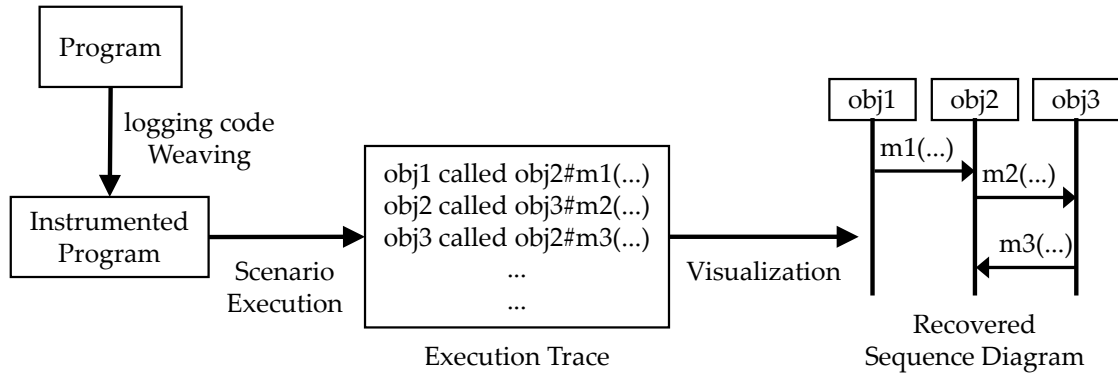 Program
logging code
Weaving
Instrumented
Program
Scenario
Execution
obj1 called obj2#m1(...)
obj2 called obj3#m2(...)
obj3 called obj2#m3(...)
...
...
Execution Trace
Visualization
obj1
obj2
obj3
m1(...)
m2(...)
m3(...)
Recovered
Sequence Diagram